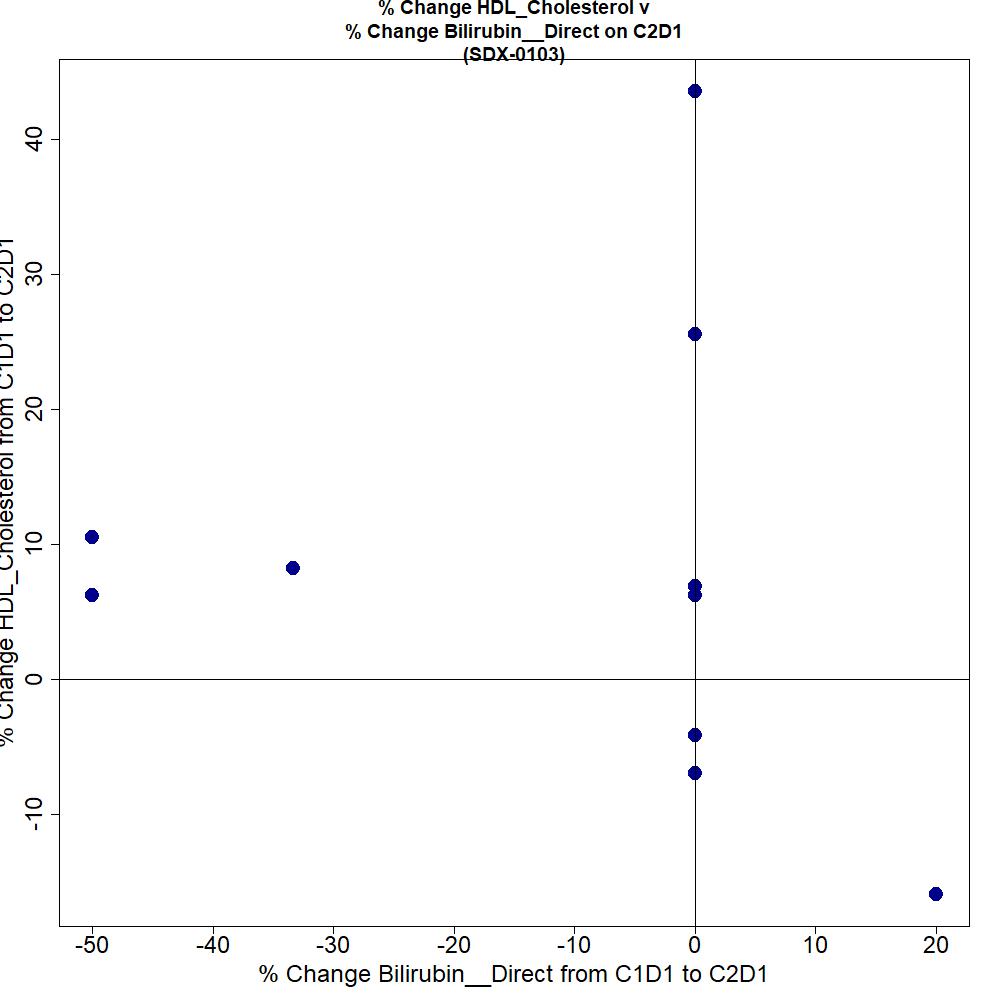 % Change HDL_Cholesterol v
% Change Bilirubin__Direct on C2D1
(SDX-0103)
% Change HDL_Cholesterol from C1D1 to C2D1
40
30
20
10
0
-10
-50 -40 -30 -20 -10 0 10 20
% Change Bilirubin__Direct from C1D1 to C2D1